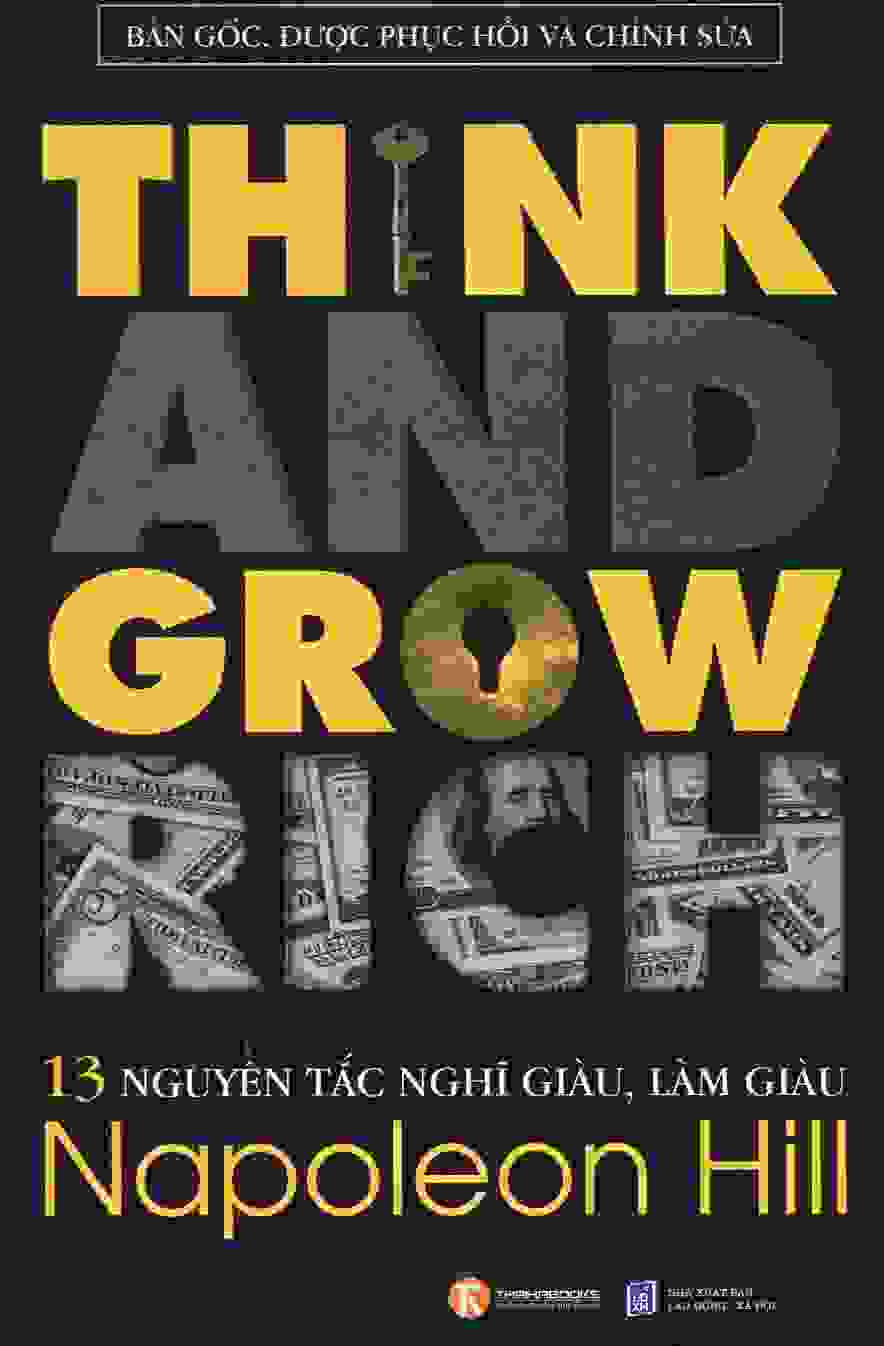 BẢN GỐC, ĐƯỢC PHỤC HỒI VÀ CHỈNH SỬA
THINK
AND
GROW
RICH
13 NGUYÊN TẮC NGHĨ GIÀU, LÀM GIÀU
Napoleon Hill
THAIHABOOKS
NHÀ XUẤT BẢN
LAO ĐỘNG - XÃ HỘI